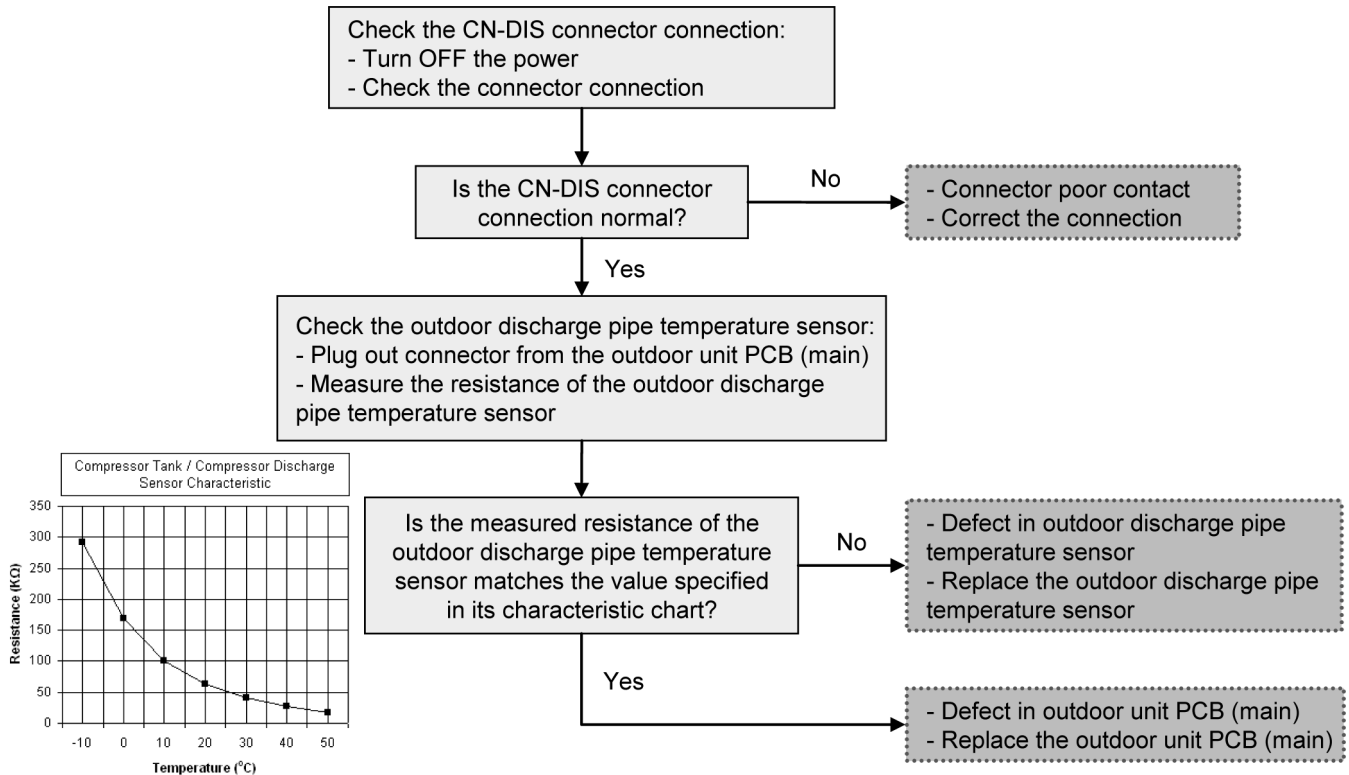 Check the CN-DIS connector connection:
- Turn OFF the power
- Check the connector connection
Is the CN-DIS connector
connection normal?
No
- Connector poor contact
- Correct the connection
Yes
Check the outdoor discharge pipe temperature sensor:
- Plug out connector from the outdoor unit PCB (main)
- Measure the resistance of the outdoor discharge
pipe temperature sensor
Compressor Tank / Compressor Discharge
Sensor Characteristic
350
300
250
200
150
100
50
0
Resistance (KΩ)
-10 0 10 20 30 40 50
Temperature (°C)
Is the measured resistance of the
outdoor discharge pipe temperature
sensor matches the value specified
in its characteristic chart?
No
- Defect in outdoor discharge pipe
temperature sensor
- Replace the outdoor discharge pipe
temperature sensor
Yes
- Defect in outdoor unit PCB (main)
- Replace the outdoor unit PCB (main)